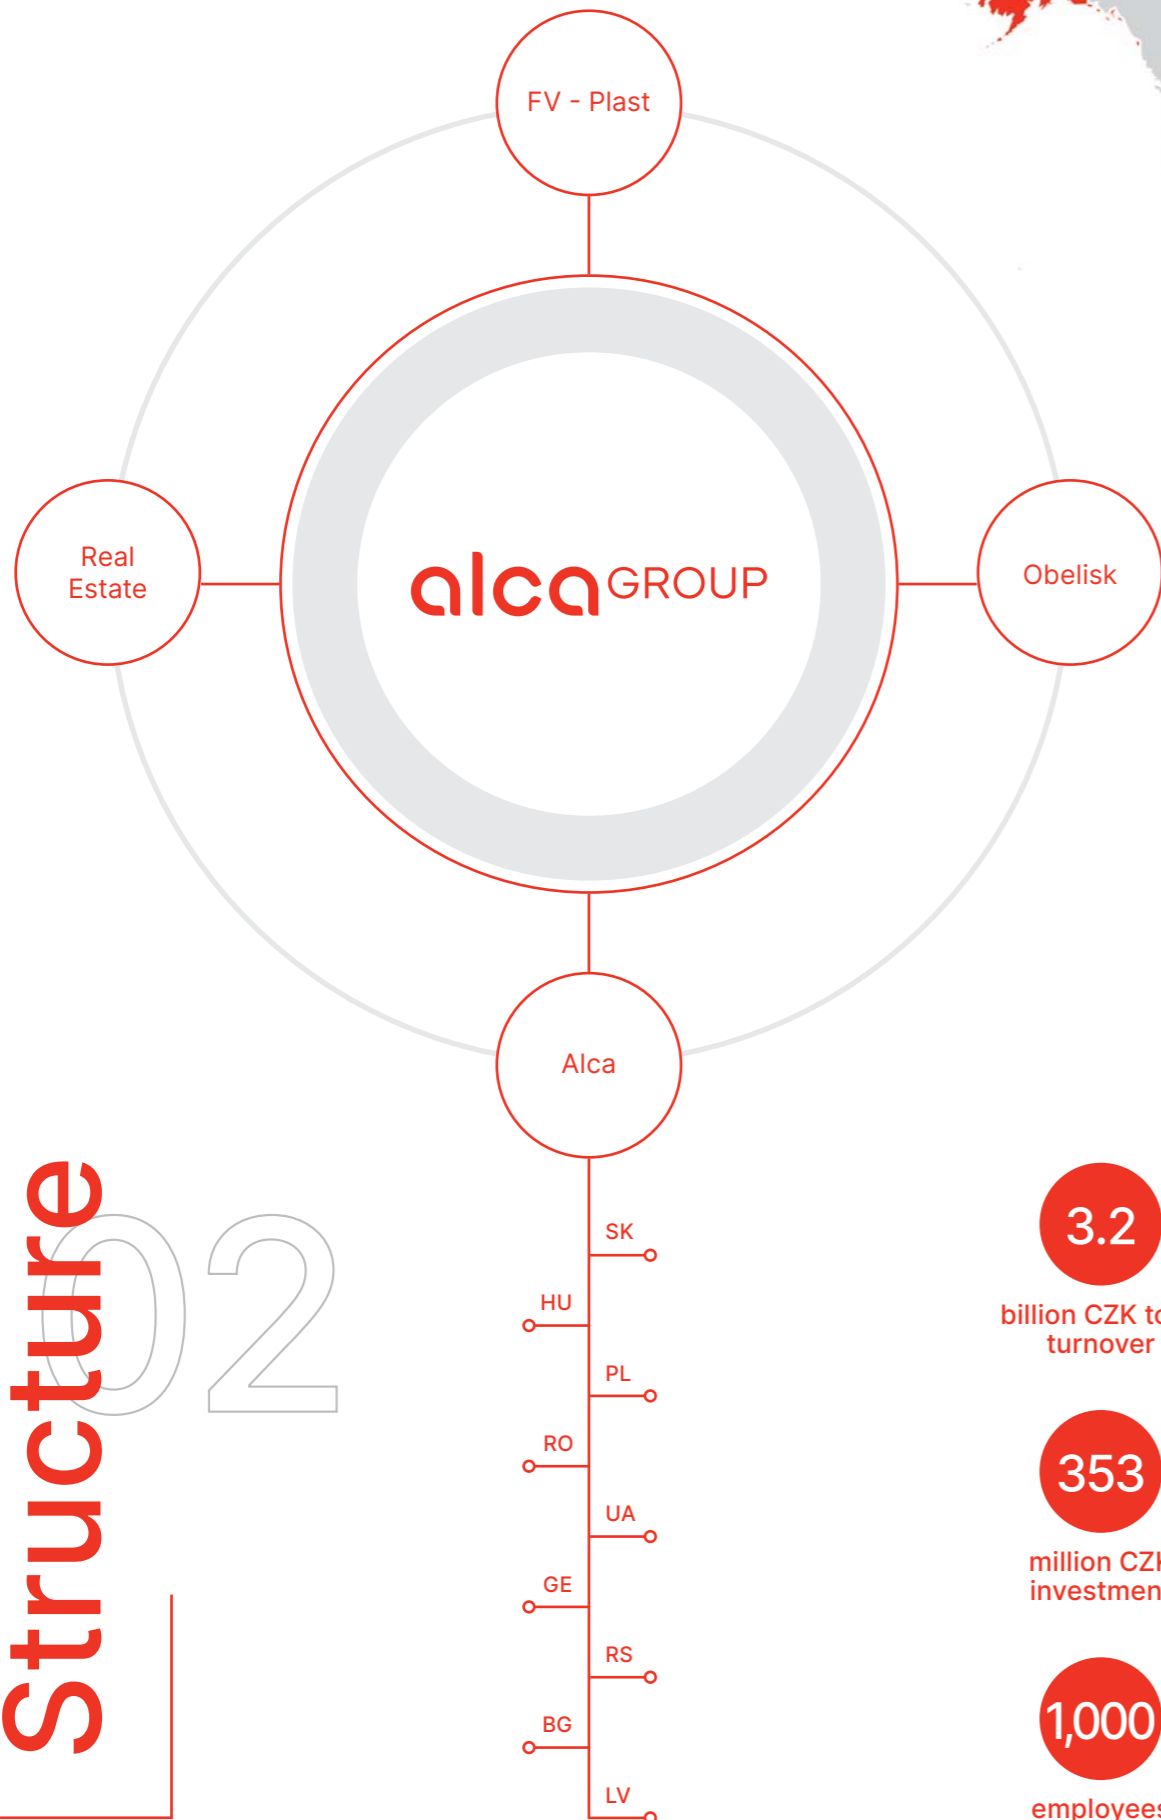 FV - Plast
Real
Estate
alca GROUP
Obelisk
Alca
Structure
02
SK
HU
PL
RO
UA
GE
RS
BG
LV
3.2
billion CZK
turnover
353
million
1,000
employees